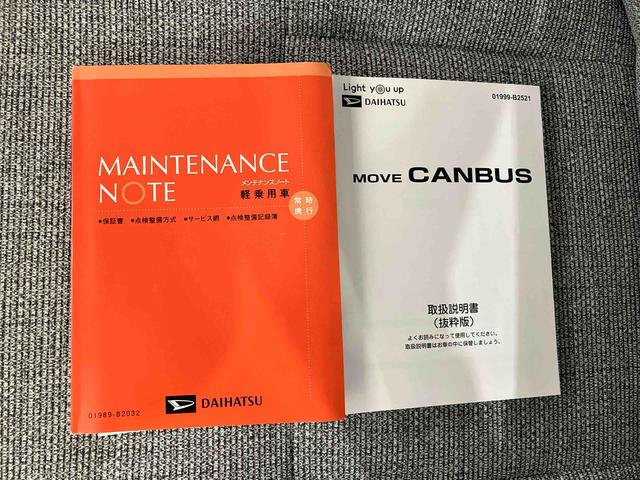 MAINTENANCE
NOTE
メンテナンスノート
軽乗用車
常時
携行
●保証書 ●点検整備方式 ●サービス網 ●点検整備記録簿
01989-B2032
DAIHATSU
Light you up
DAIHATSU
01999-B2521
MOVE CANBUS
取扱説明書
（抜粋版）
よくお読みになって使用してください。
取扱説明書はお車の中に保管しましょう。